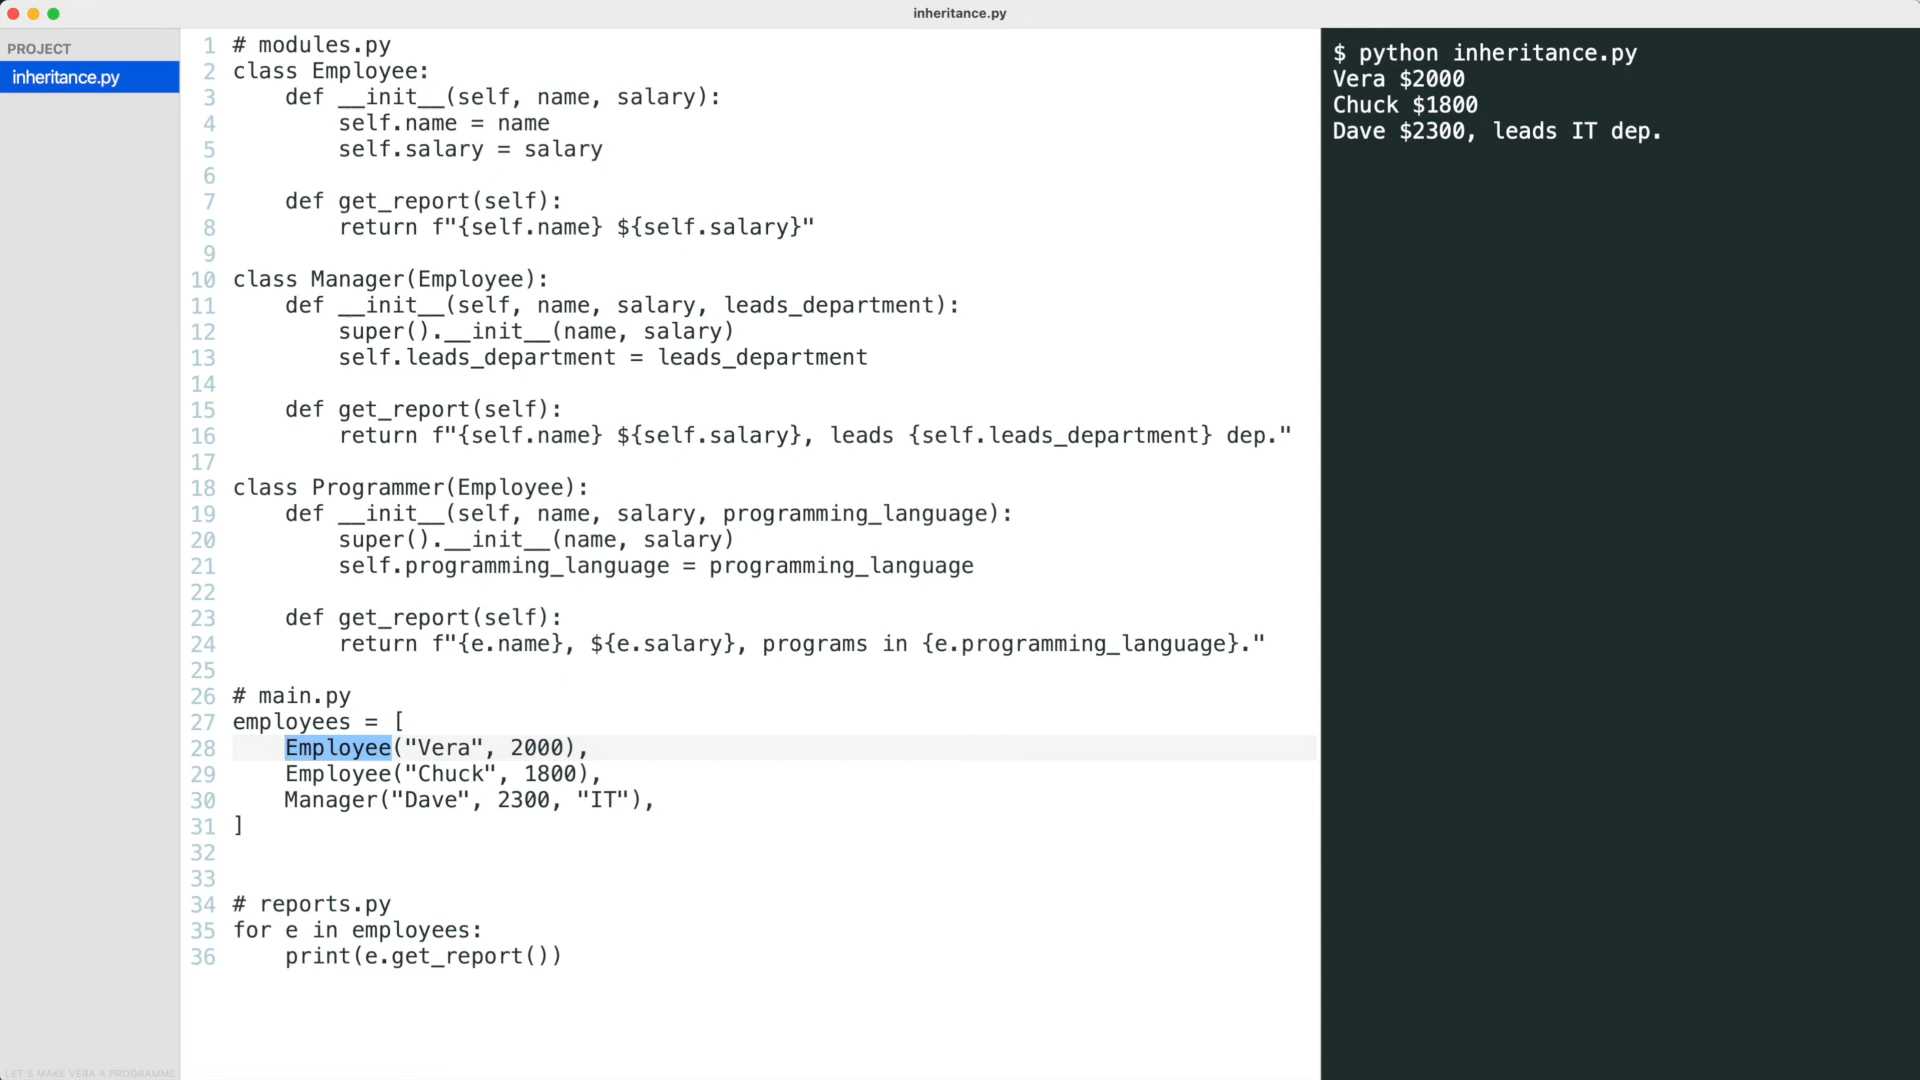 inheritance.py
PROJECT
inheritance.py
1 # modules.py
2 class Employee:
3     def __init__(self, name, salary):
4         self.name = name
5         self.salary = salary
6
7     def get_report(self):
8         return f"{self.name} ${self.salary}"
9
10 class Manager(Employee):
11     def __init__(self, name, salary, leads_department):
12         super().__init__(name, salary)
13         self.leads_department = leads_department
14
15     def get_report(self):
16         return f"{self.name} ${self.salary}, leads {self.leads_department} dep."
17
18 class Programmer(Employee):
19     def __init__(self, name, salary, programming_language):
20         super().__init__(name, salary)
21         self.programming_language = programming_language
22
23     def get_report(self):
24         return f"{e.name}, ${e.salary}, programs in {e.programming_language}."
25
26 # main.py
27 employees = [
28     Employee("Vera", 2000),
29     Employee("Chuck", 1800),
30     Manager("Dave", 2300, "IT"),
31 ]
32
33
34 # reports.py
35 for e in employees:
36     print(e.get_report())
$ python inheritance.py
Vera $2000
Chuck $1800
Dave $2300, leads IT dep.
LET'S MAKE VERA A PROGRAMME